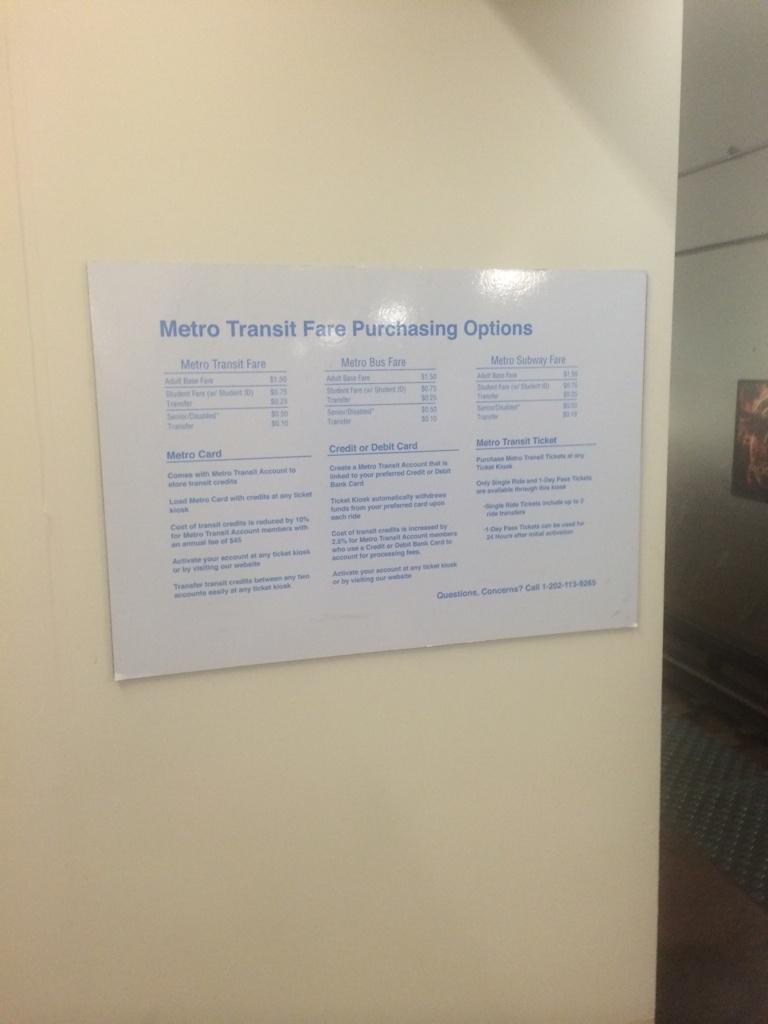 Metro Transit Fare Purchasing Options
Metro Transit Fare
Adult Base Fare $1.50
Student Fare (w/ Student ID) $0.75
Transfer $0.25
Senior/Disabled* $0.50
Transfer $0.10
Metro Card
Comes with Metro Transit Account to
store transit credits
Load Metro Card with credits at any ticket
kiosk
Cost of transit credits is reduced by 10%
for Metro Transit Account members with
an annual fee of $45
Activate your account at any ticket kiosk
or by visiting our website
Transfer transit credits between any two
accounts easily at any ticket kiosk
Metro Bus Fare
Adult Base Fare $1.50
Student Fare (w/ Student ID) $0.75
Transfer $0.25
Senior/Disabled* $0.50
Transfer $0.10
Credit or Debit Card
Create a Metro Transit Account that is
linked to your preferred Credit or Debit
Bank Card
Ticket Kiosk automatically withdraws
funds from your preferred card upon
each ride
Cost of transit credits is increased by
2.5% for Metro Transit Account members
who use a Credit or Debit Bank Card to
account for processing fees.
Activate your account at any ticket kiosk
or by visiting our website
Metro Subway Fare
Adult Base Fare $1.50
Student Fare (w/ Student ID) $0.75
Transfer $0.25
Senior/Disabled* $0.50
Transfer $0.10
Metro Transit Ticket
Purchase Metro Transit Tickets at any
Ticket Kiosk
Only Single Ride and 1-Day Pass Tickets
are available through this kiosk
-Single Ride Tickets include up to 2
ride transfers
-1-Day Pass Tickets can be used for
24 Hours after initial activation
Questions, Concerns? Call 1-202-113-9265